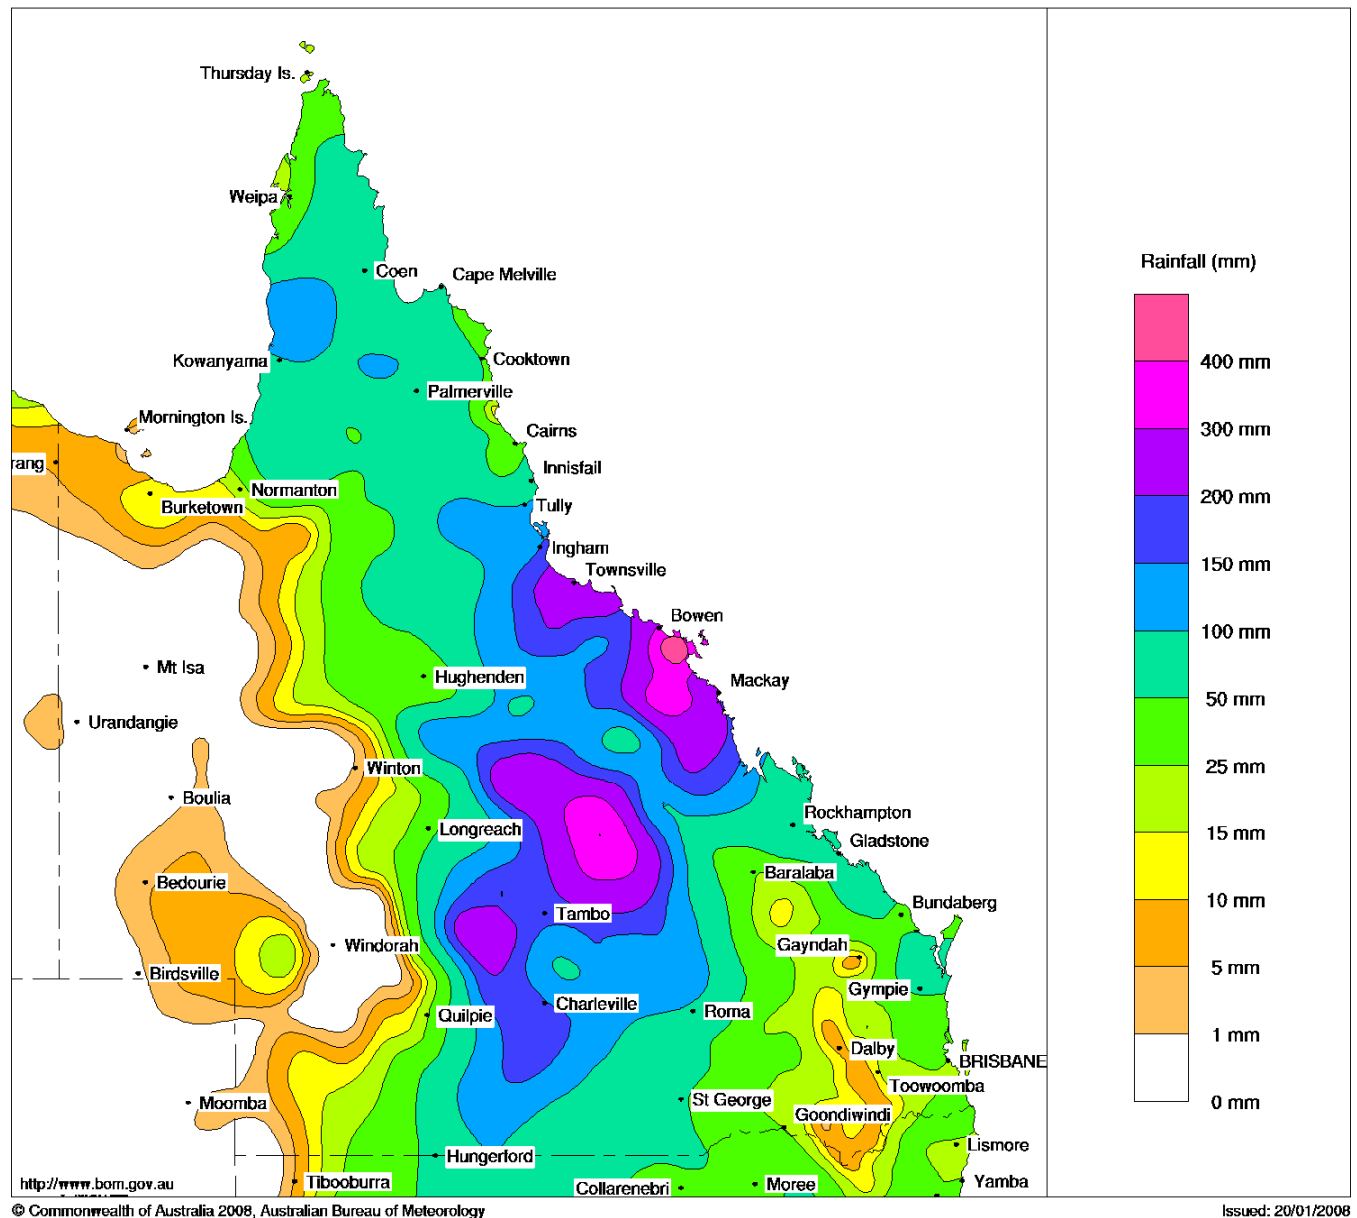 Thursday Is.
Weipa
Coen
Cape Melville
Kowanyama
Cooktown
Palmerville
Mornington Is.
Cairns
rang
Innisfail
Normanton
Burketown
Tully
Ingham
Townsville
Bowen
Mt Isa
Hughenden
Mackay
Urandangie
Winton
Boulia
Longreach
Rockhampton
Gladstone
Bedourie
Baralaba
Tambo
Bundaberg
Windorah
Gayndah
Birdsville
Gympie
Charleville
Quilpie
Roma
Dalby
BRISBANE
Toowoomba
Moomba
St George
Goondiwindi
Lismore
Hungerford
Tibooburra
Collarenebri
Moree
Yamba
http://www.bom.gov.au
Rainfall (mm)
400 mm
300 mm
200 mm
150 mm
100 mm
50 mm
25 mm
15 mm
10 mm
5 mm
1 mm
0 mm
© Commonwealth of Australia 2008, Australian Bureau of Meteorology
Issued: 20/01/2008